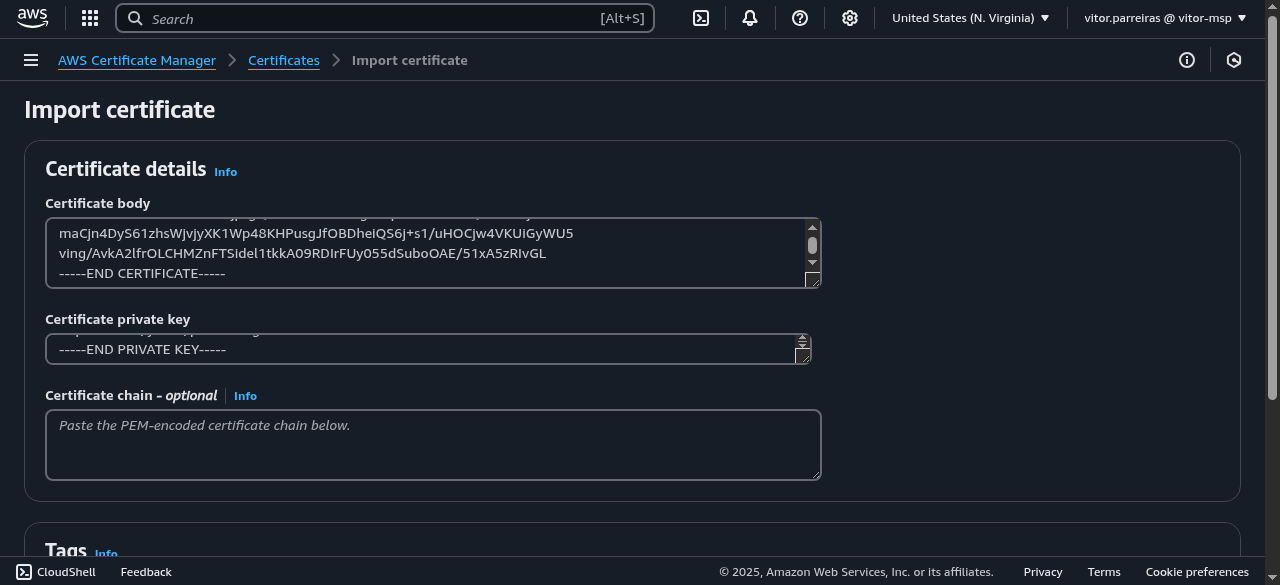 aws
Search
[Alt+S]
United States (N. Virginia)
vitor.parreiras @ vitor-msp
AWS Certificate Manager
Certificates
Import certificate
Import certificate
Certificate details
Info
Certificate body
maCjn4DyS61zhsWjvjyXK1Wp48KHPusgJfOBDheiQS6j+s1/uHOCjw4VKUiGyWU5
ving/AvkA2lfrOLCHMZnFTSidel1tkkA09RDIrFUy055dSuboOAE/51xA5zRIvGL
-----END CERTIFICATE-----
Certificate private key
-----END PRIVATE KEY-----
Certificate chain - optional
Info
Paste the PEM-encoded certificate chain below.
Tags
Info
CloudShell
Feedback
© 2025, Amazon Web Services, Inc. or its affiliates.
Privacy
Terms
Cookie preferences